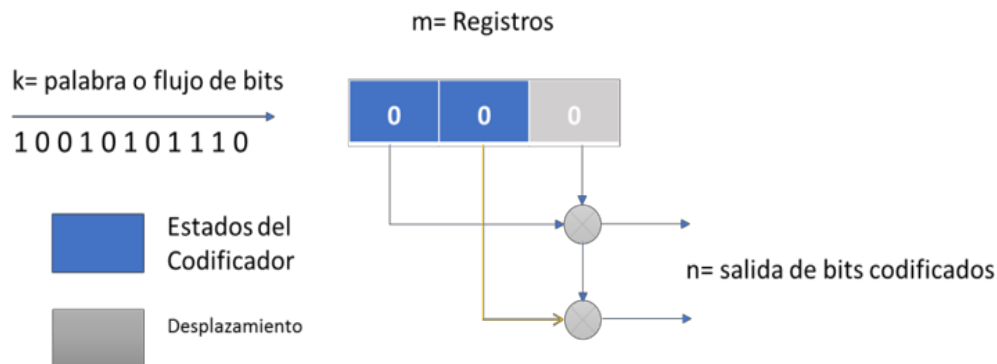 m= Registros
k= palabra o flujo de bits
1 0 0 1 0 1 0 1 1 1 0
0 0 0
Estados del
Codificador
n= salida de bits codificados
Desplazamiento